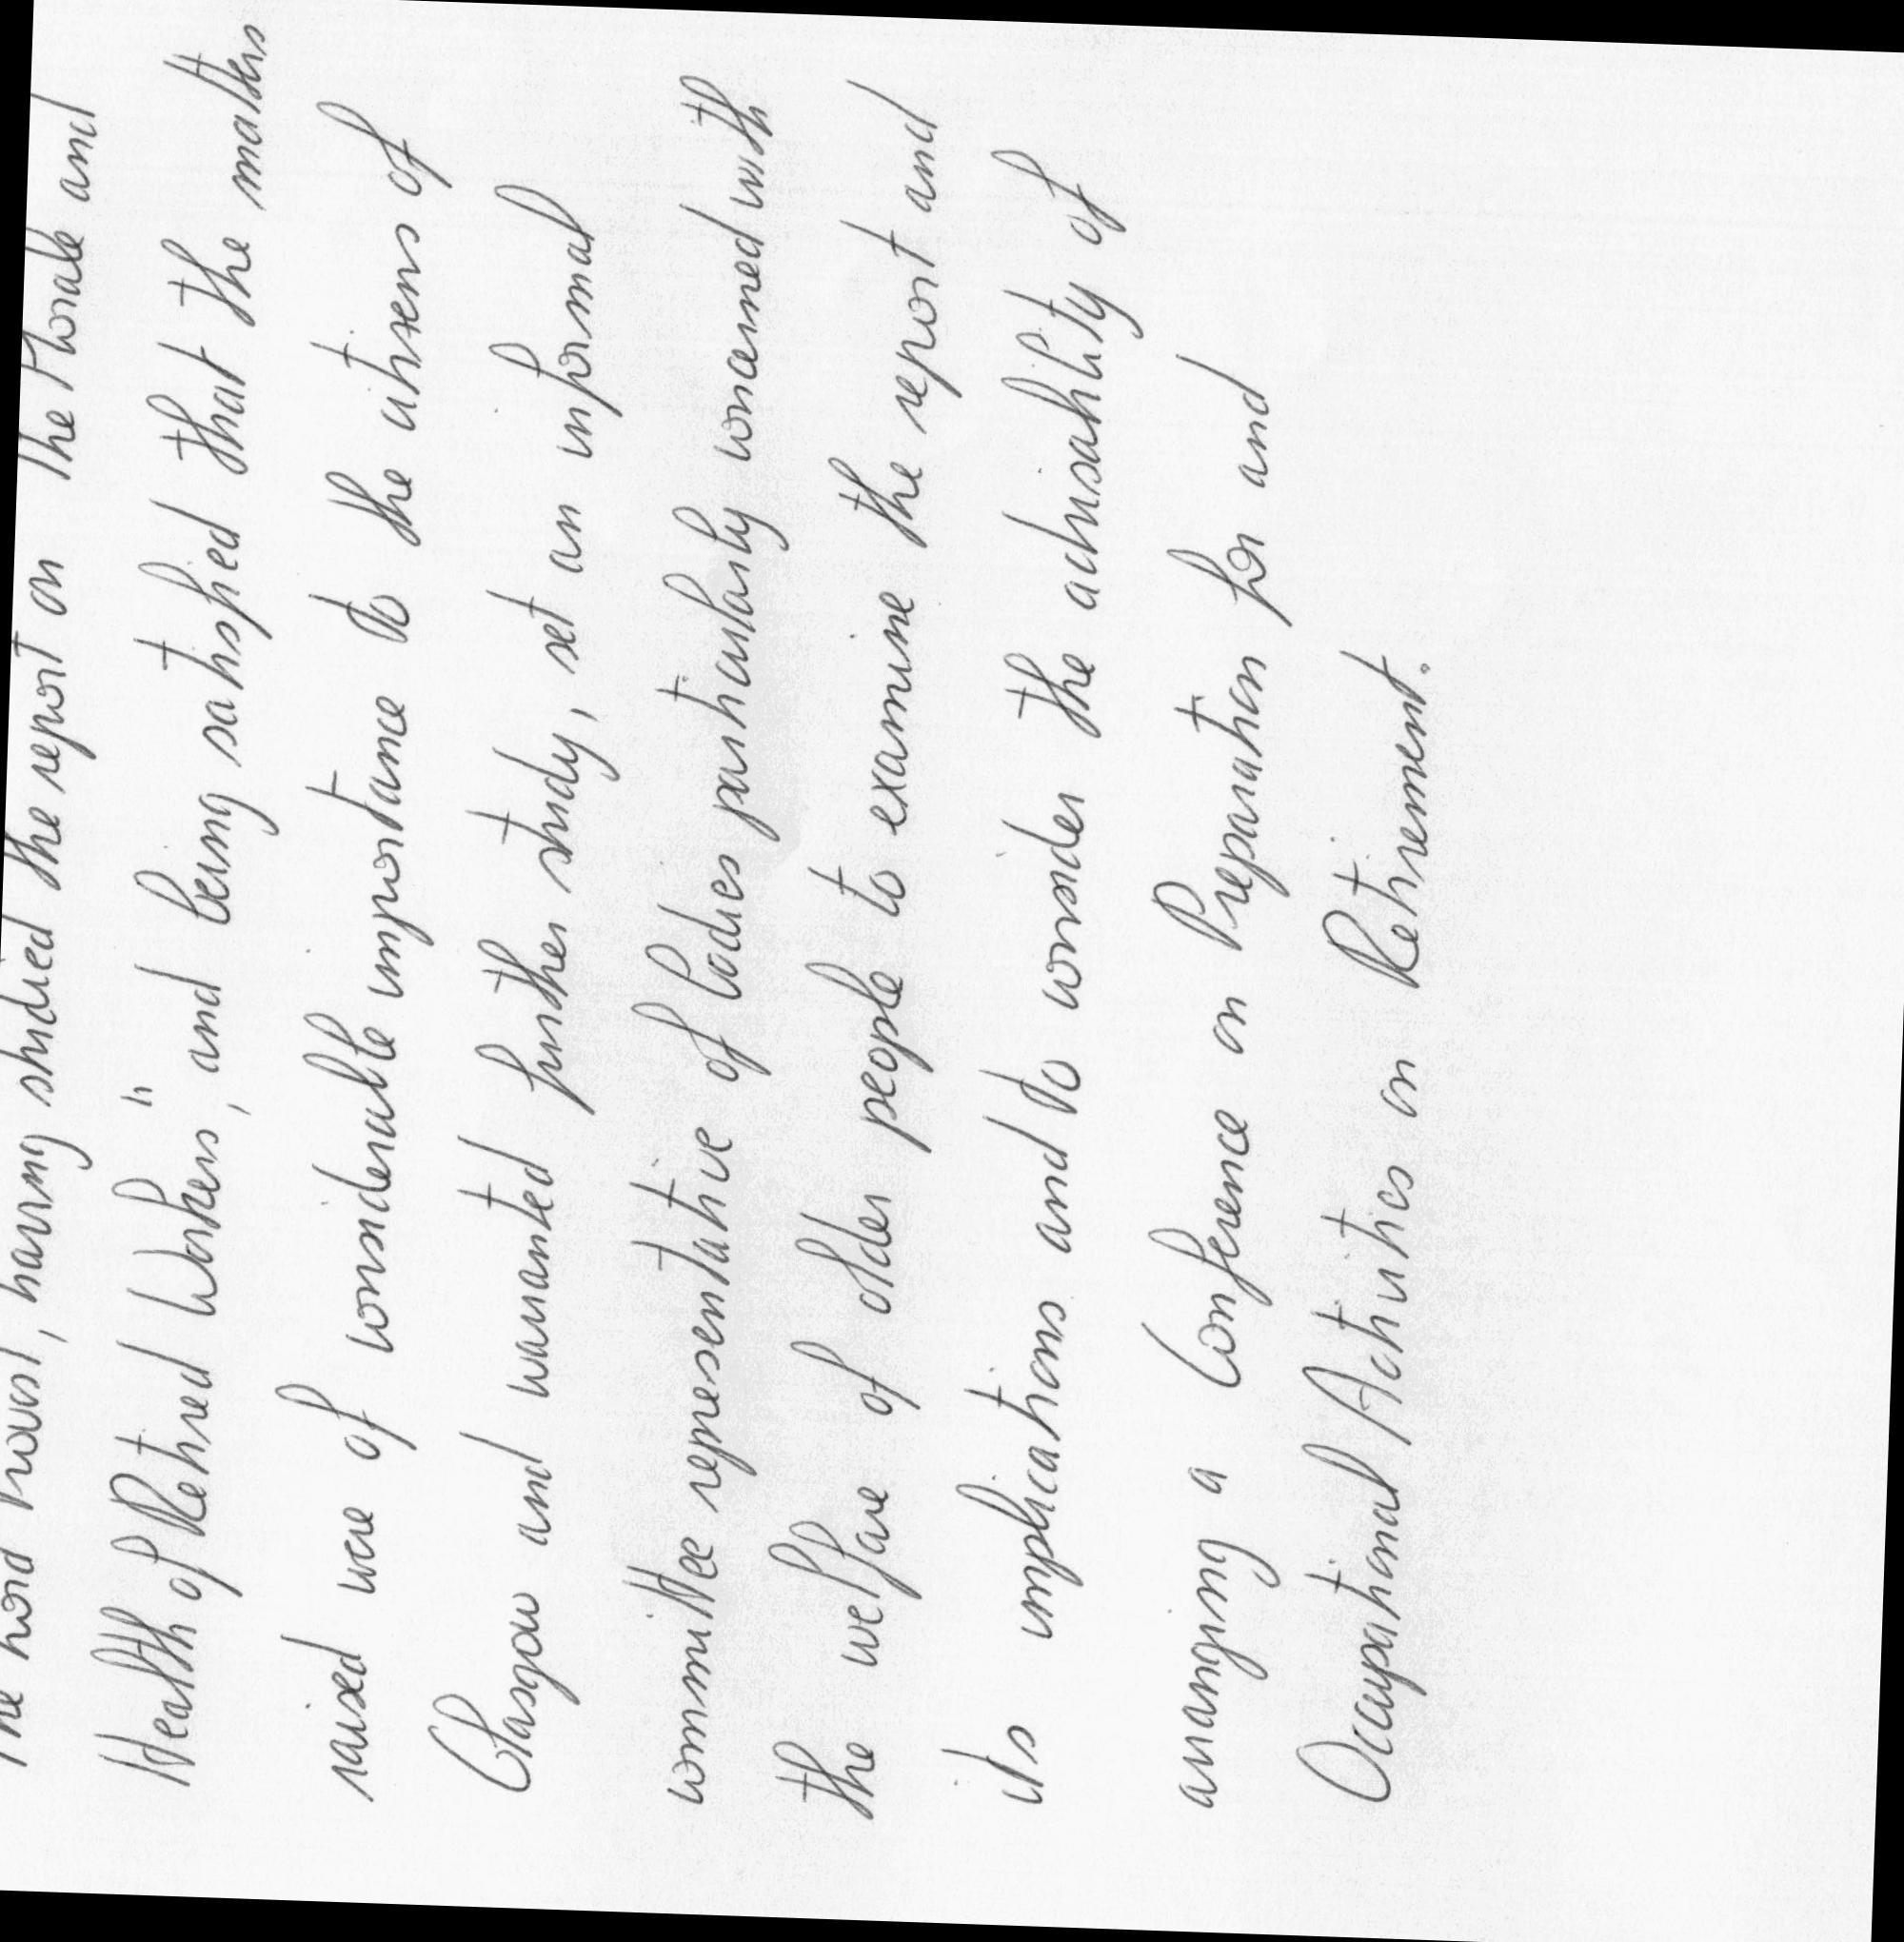 The Lord Provost, having studied the report on "The Morale and
Health of Retired Workers", and being satisfied that the matters
raised were of considerable importance to the citizens of
Glasgow and warranted further study, set an informal
committee representative of bodies particularly concerned with
the welfare of older people to examine the report and
its implications and to consider the advisability of
arranging a Conference on Preparation for and
Occupational Activities on Retirement.